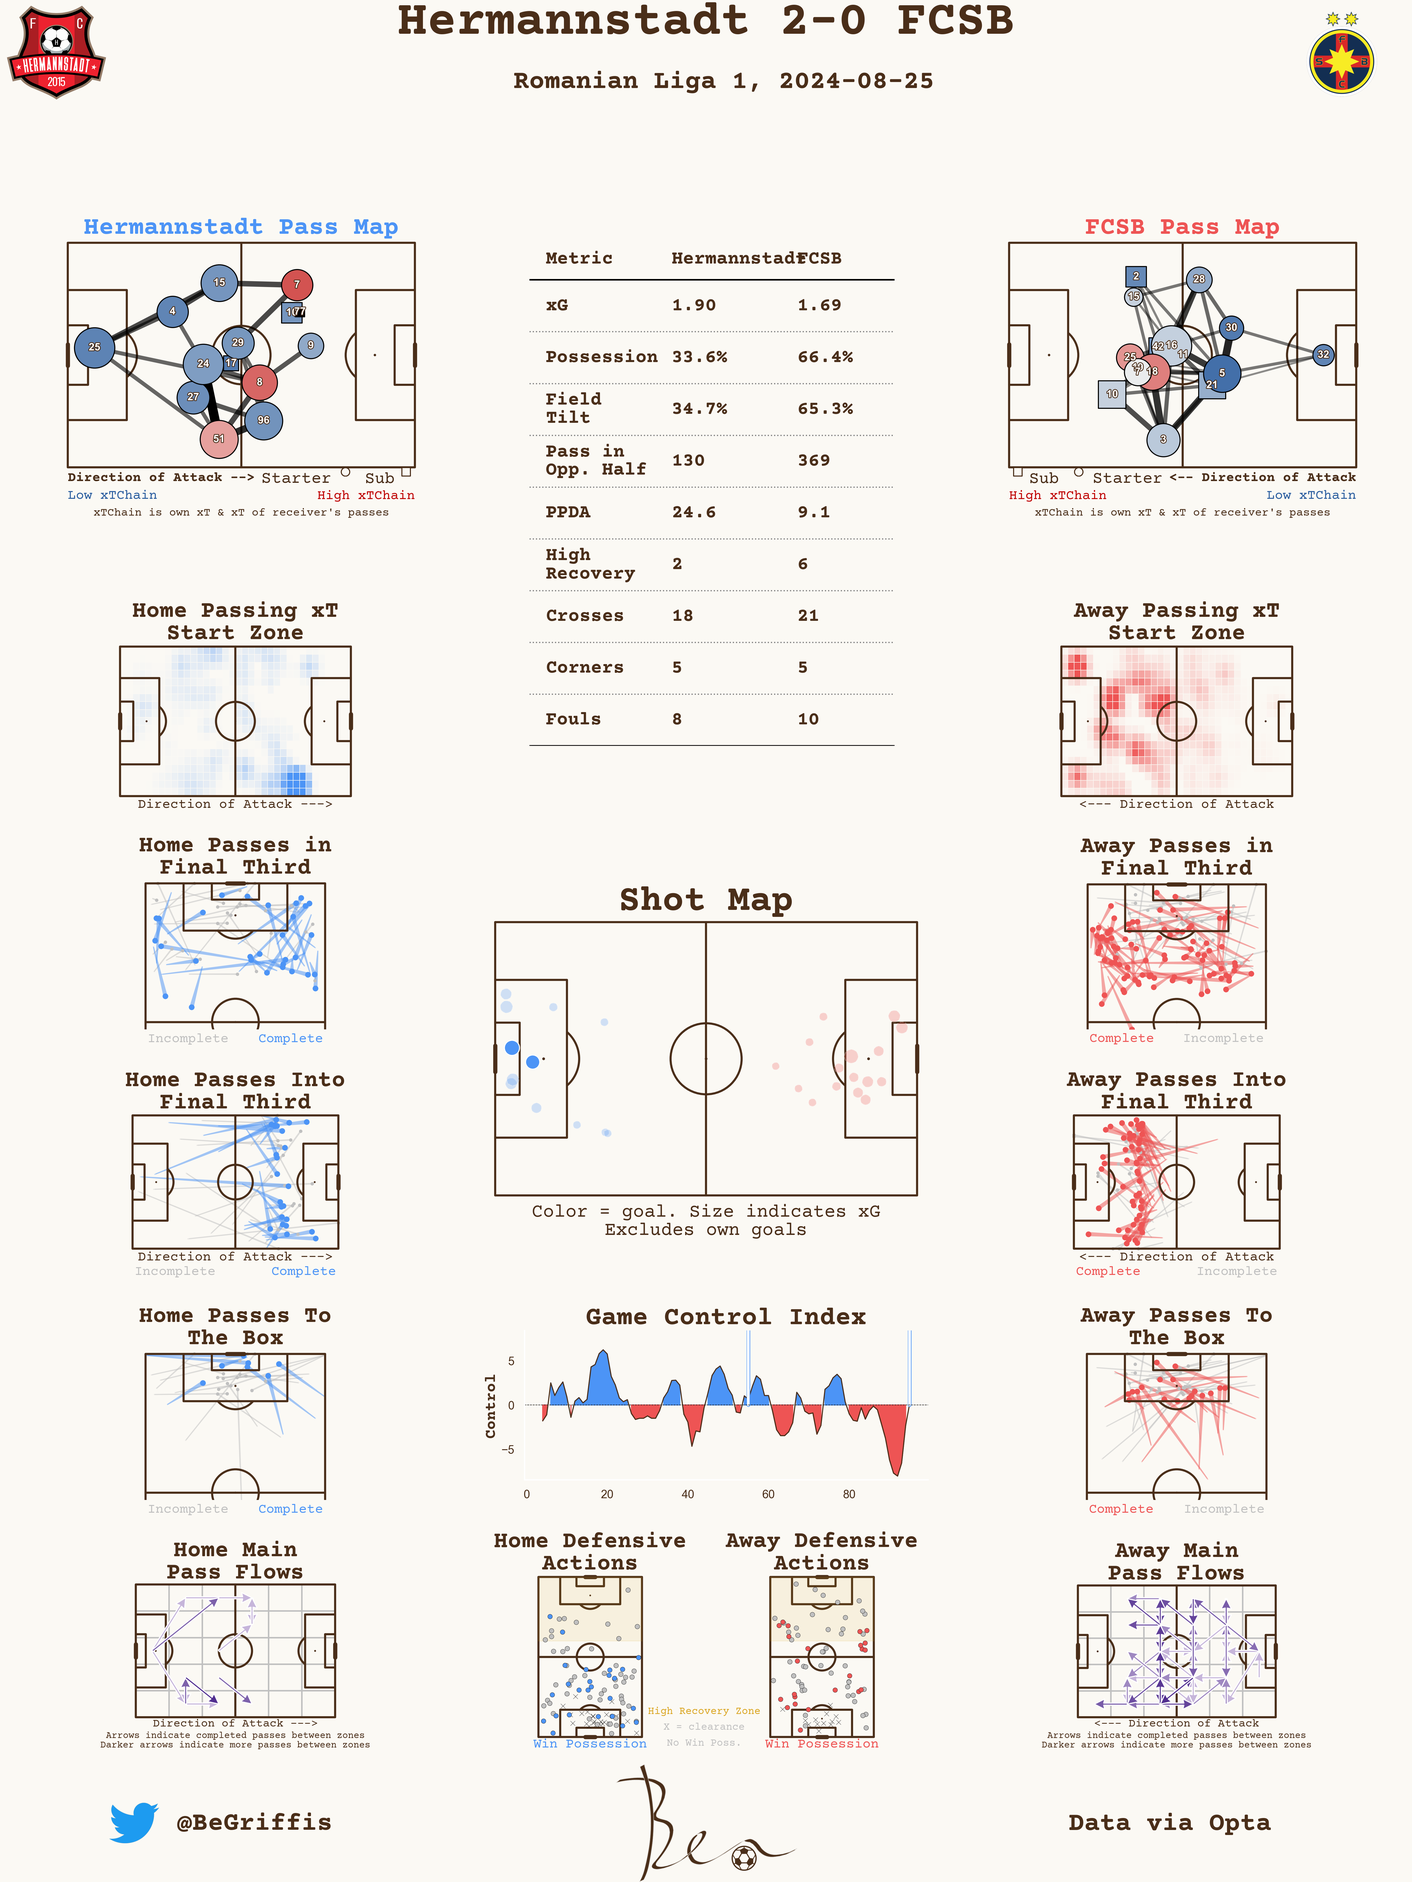 Hermannstadt 2-0 FCSB
Romanian Liga 1, 2024-08-25
F C
HERMANNSTADT
2015
F
S B
C
Hermannstadt Pass Map
15
7
4
10
77
25
29
9
24
17
8
27
96
51
Direction of Attack --> Starter Sub
Low xTChain High xTChain
xTChain is own xT & xT of receiver's passes
Metric Hermannstadt FCSB
xG 1.90 1.69
Possession 33.6% 66.4%
Field
Tilt 34.7% 65.3%
Pass in
Opp. Half 130 369
PPDA 24.6 9.1
High
Recovery 2 6
Crosses 18 21
Corners 5 5
Fouls 8 10
FCSB Pass Map
2
28
15
30
42
16
11
32
25
18
5
21
10
3
Sub Starter <-- Direction of Attack
High xTChain Low xTChain
xTChain is own xT & xT of receiver's passes
Home Passing xT
Start Zone
Direction of Attack --->
Away Passing xT
Start Zone
<--- Direction of Attack
Home Passes in
Final Third
Incomplete Complete
Away Passes in
Final Third
Complete Incomplete
Shot Map
Color = goal. Size indicates xG
Excludes own goals
Home Passes Into
Final Third
Direction of Attack --->
Incomplete Complete
Away Passes Into
Final Third
<--- Direction of Attack
Complete Incomplete
Home Passes To
The Box
Incomplete Complete
Game Control Index
Control
5
0
−5
0 20 40 60 80
Away Passes To
The Box
Complete Incomplete
Home Main
Pass Flows
Direction of Attack --->
Arrows indicate completed passes between zones
Darker arrows indicate more passes between zones
Home Defensive
Actions
Win Possession
Away Defensive
Actions
Win Possession
High Recovery Zone
X = clearance
No Win Poss.
Away Main
Pass Flows
<--- Direction of Attack
Arrows indicate completed passes between zones
Darker arrows indicate more passes between zones
@BeGriffis
Ben
Data via Opta